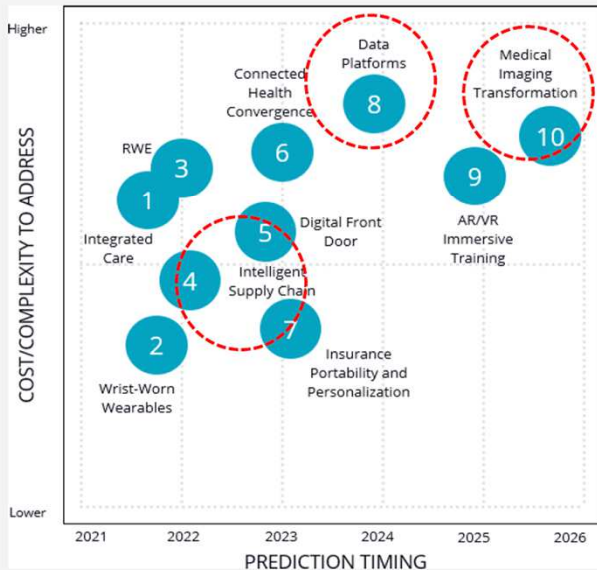 Higher
Data
Platforms
Medical
Imaging
Transformation
Connected
Health
Convergence
8
10
RWE
6
3
9
1
COST/COMPLEXITY TO ADDRESS
Integrated
Care
5
Digital Front
Door
AR/VR
Immersive
Training
4
Intelligent
Supply Chain
7
2
Insurance
Portability and
Personalization
Wrist-Worn
Wearables
Lower
2021 2022 2023 2024 2025 2026
PREDICTION TIMING